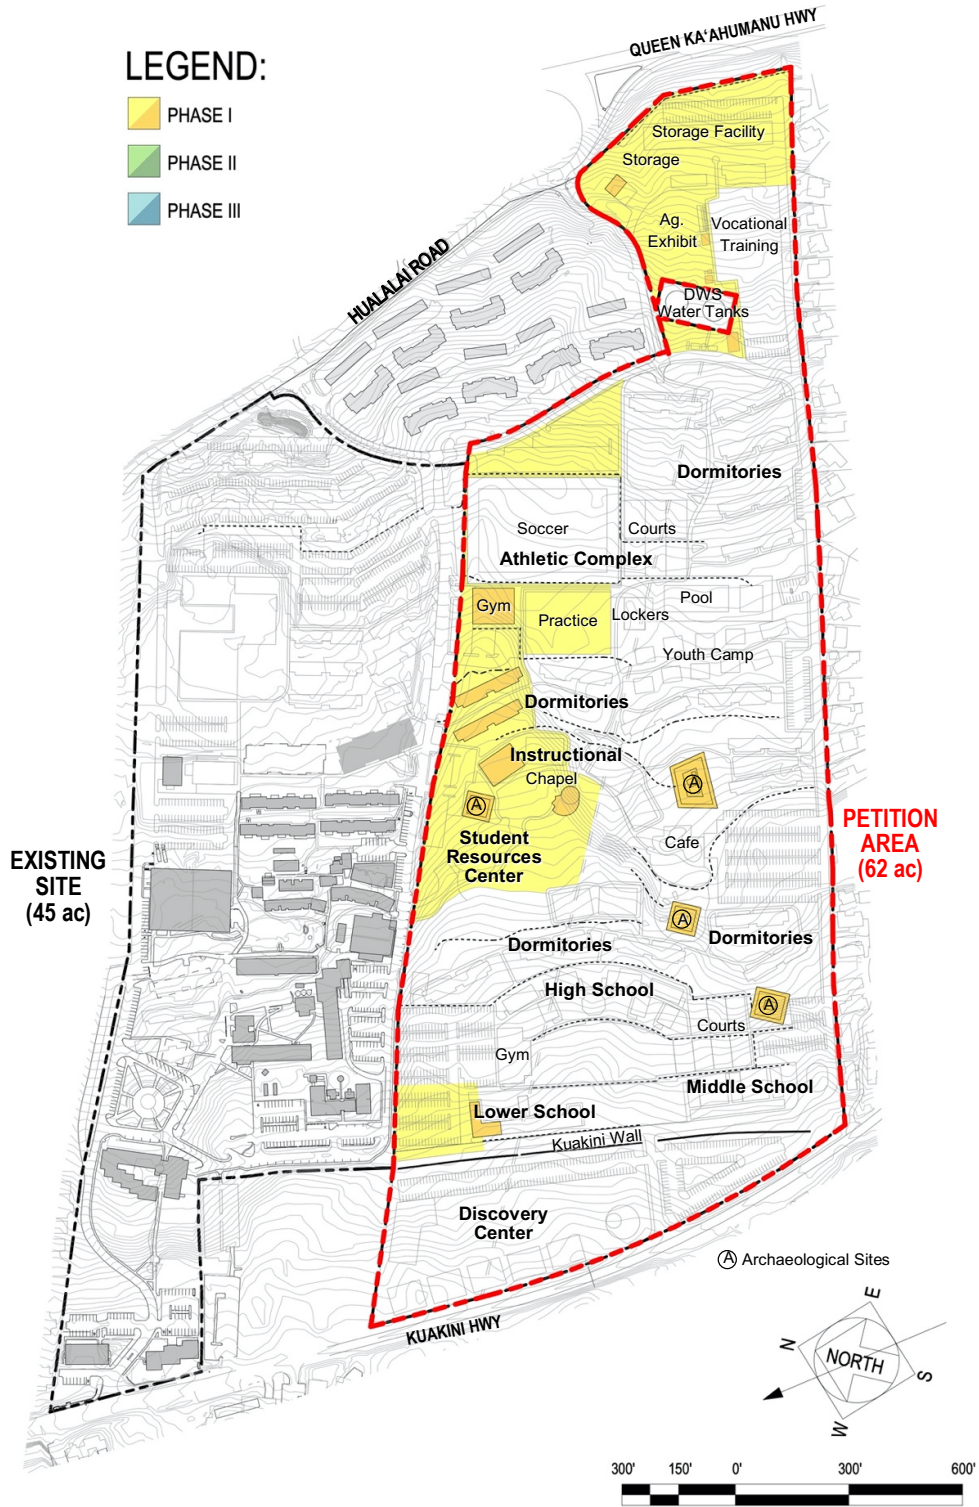 QUEEN KAʻAHUMANU HWY
LEGEND:
PHASE I
PHASE II
PHASE III
Storage Facility
Storage
Ag.
Exhibit
Vocational
Training
HUALALAI ROAD
DWS
Water Tanks
Dormitories
Soccer
Courts
Athletic Complex
Gym
Practice
Lockers
Pool
Youth Camp
Dormitories
Instructional
Chapel
A
A
Student
Resources
Center
Cafe
PETITION
AREA
(62 ac)
EXISTING
SITE
(45 ac)
A
Dormitories
Dormitories
High School
A
Courts
Gym
Middle School
Lower School
Kuakini Wall
Discovery
Center
A Archaeological Sites
KUAKINI HWY
E
N
NORTH
S
W
300' 150' 0' 300' 600'